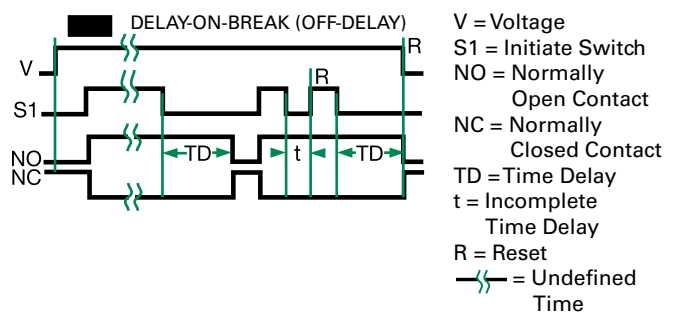 DELAY-ON-BREAK (OFF-DELAY)
R
V
R
S1
NO
NC
TD
t
TD
V = Voltage
S1 = Initiate Switch
NO = Normally
Open Contact
NC = Normally
Closed Contact
TD = Time Delay
t = Incomplete
Time Delay
R = Reset
= Undefined
Time